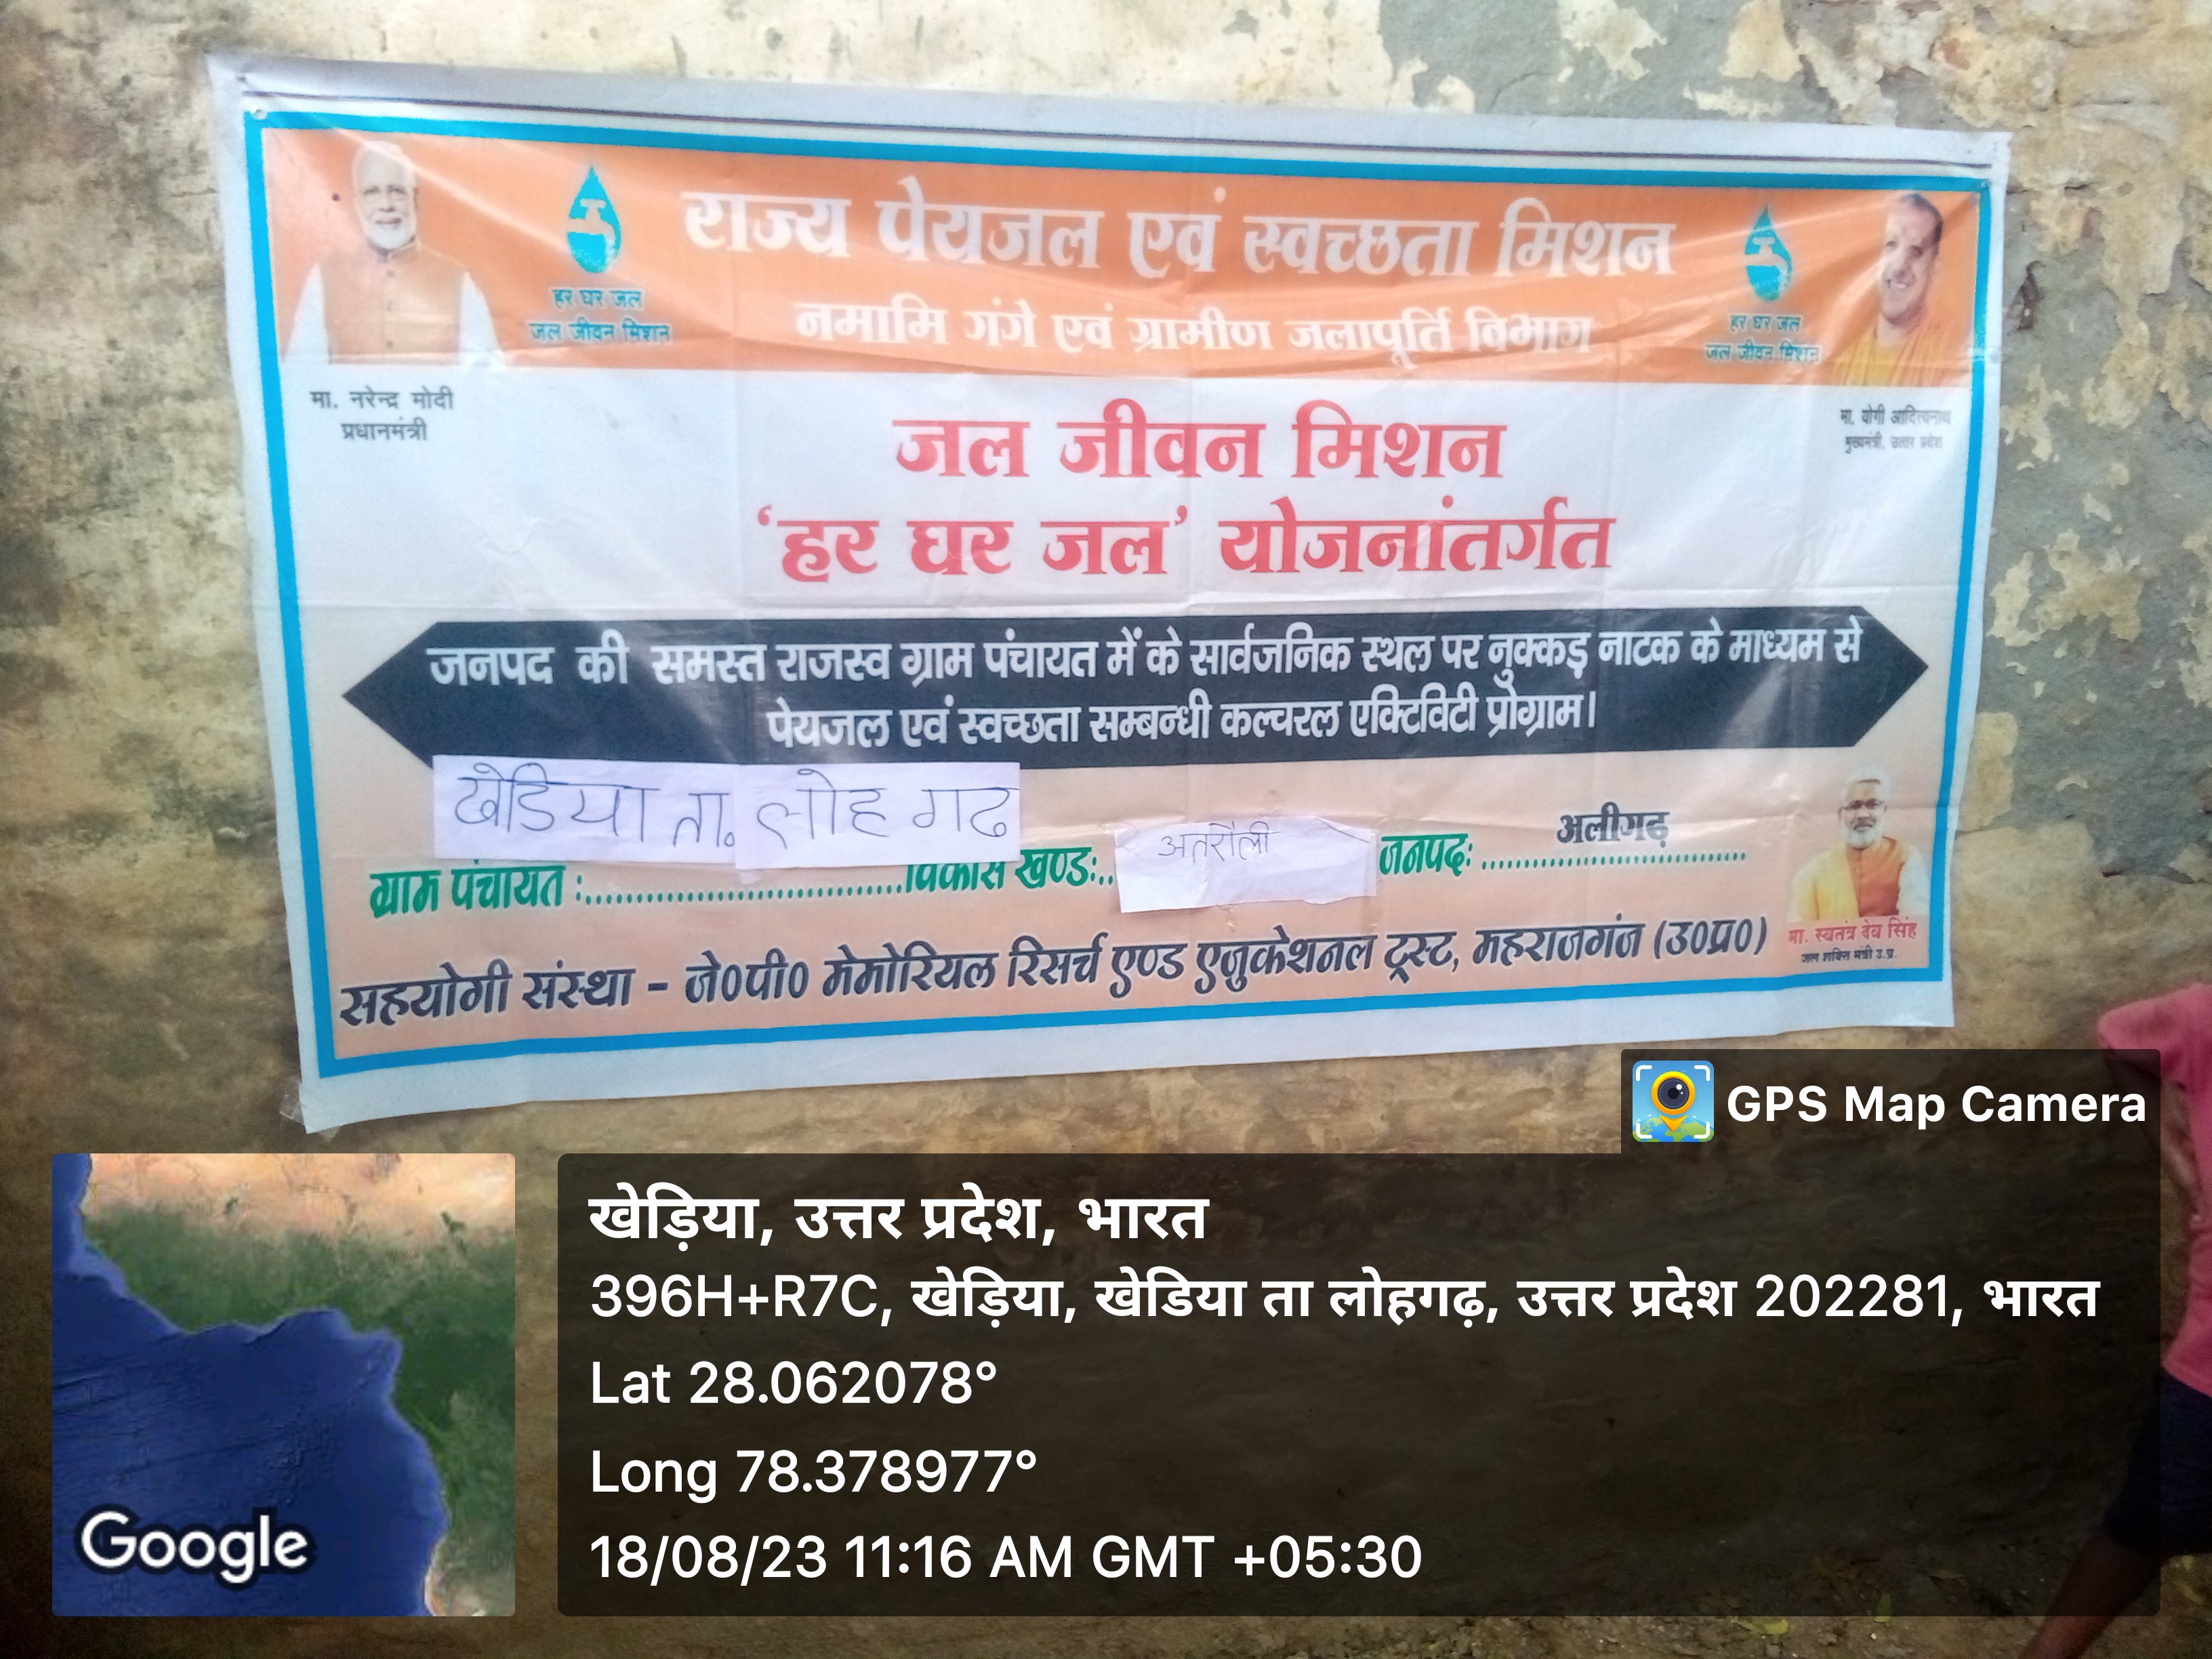 राज्य पेयजल एवं स्वच्छता मिशन
नमामि गंगे एवं ग्रामीण जलापूर्ति विभाग
हर घर जल
जल जीवन मिशन
हर घर जल
जल जीवन मिशन
मा. नरेन्द्र मोदी
प्रधानमंत्री
मा. योगी आदित्यनाथ
मुख्यमंत्री, उत्तर प्रदेश
जल जीवन मिशन
‘हर घर जल’ योजनांतर्गत
जनपद की समस्त राजस्व ग्राम पंचायत में के सार्वजनिक स्थल पर नुक्कड़ नाटक के माध्यम से
पेयजल एवं स्वच्छता सम्बन्धी कल्चरल एक्टिविटी प्रोग्राम।
खेडिया ता. लोह गढ
ग्राम पंचायत :..............................विकास खण्ड:.. अतरौली जनपद: .......................... अलीगढ़
मा. स्वतंत्र देव सिंह
जल शक्ति मंत्री उ.प्र.
सहयोगी संस्था – जे०पी० मेमोरियल रिसर्च एण्ड एजुकेशनल ट्रस्ट, महराजगंज (उ०प्र०)
GPS Map Camera
खेड़िया, उत्तर प्रदेश, भारत
396H+R7C, खेड़िया, खेडिया ता लोहगढ़, उत्तर प्रदेश 202281, भारत
Lat 28.062078°
Long 78.378977°
18/08/23 11:16 AM GMT +05:30
Google